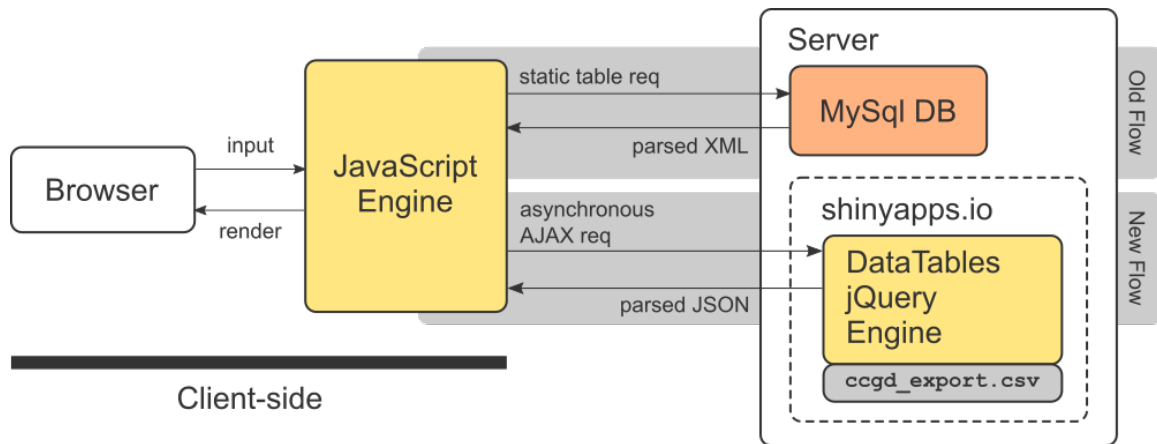 Server
static table req
MySql DB
Old Flow
parsed XML
input
JavaScript
Engine
Browser
render
shinyapps.io
asynchronous
AJAX req
New Flow
DataTables
jQuery
Engine
parsed JSON
ccgd_export.csv
Client-side